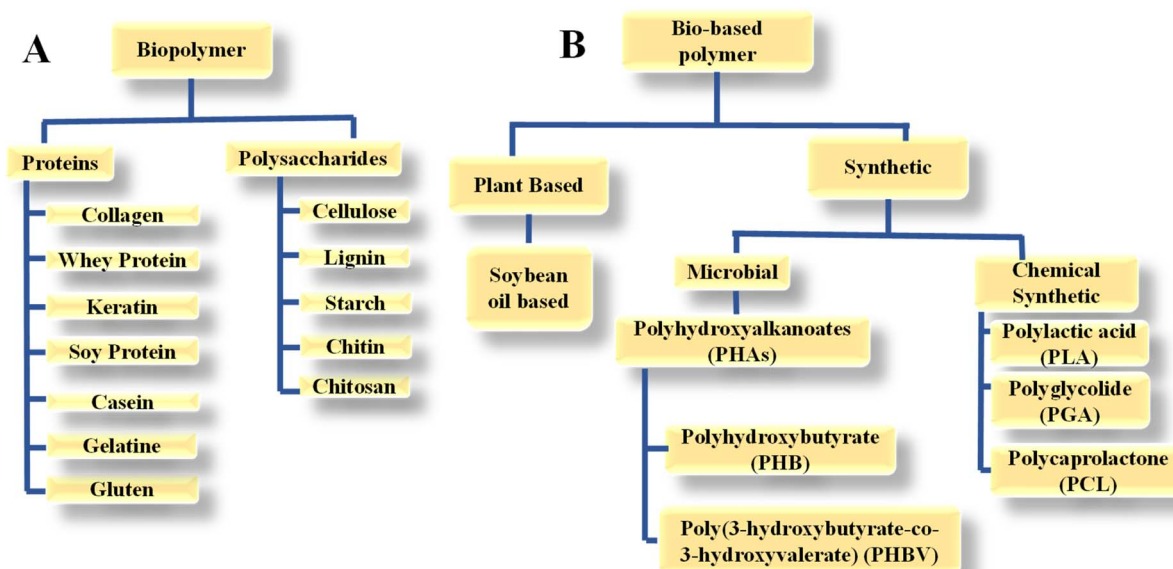 A
Biopolymer
Proteins
Collagen
Whey Protein
Keratin
Soy Protein
Casein
Gelatine
Gluten
Polysaccharides
Cellulose
Lignin
Starch
Chitin
Chitosan
B
Bio-based
polymer
Plant Based
Soybean
oil based
Synthetic
Microbial
Polyhydroxyalkanoates
(PHAs)
Polyhydroxybutyrate
(PHB)
Poly(3-hydroxybutyrate-co-
3-hydroxyvalerate) (PHBV)
Chemical
Synthetic
Polylactic acid
(PLA)
Polyglycolide
(PGA)
Polycaprolactone
(PCL)